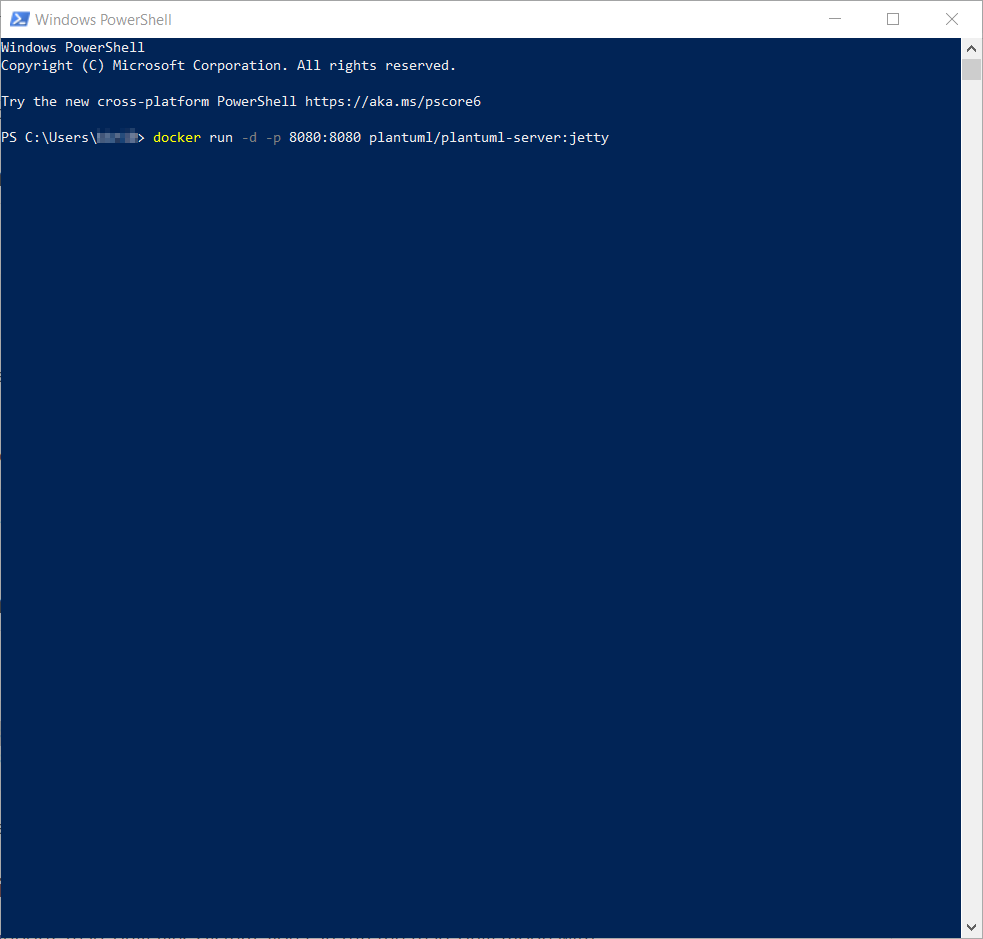 Windows PowerShell
Windows PowerShell
Copyright (C) Microsoft Corporation. All rights reserved.
Try the new cross-platform PowerShell https://aka.ms/pscore6
PS C:\Users\> docker run -d -p 8080:8080 plantuml/plantuml-server:jetty